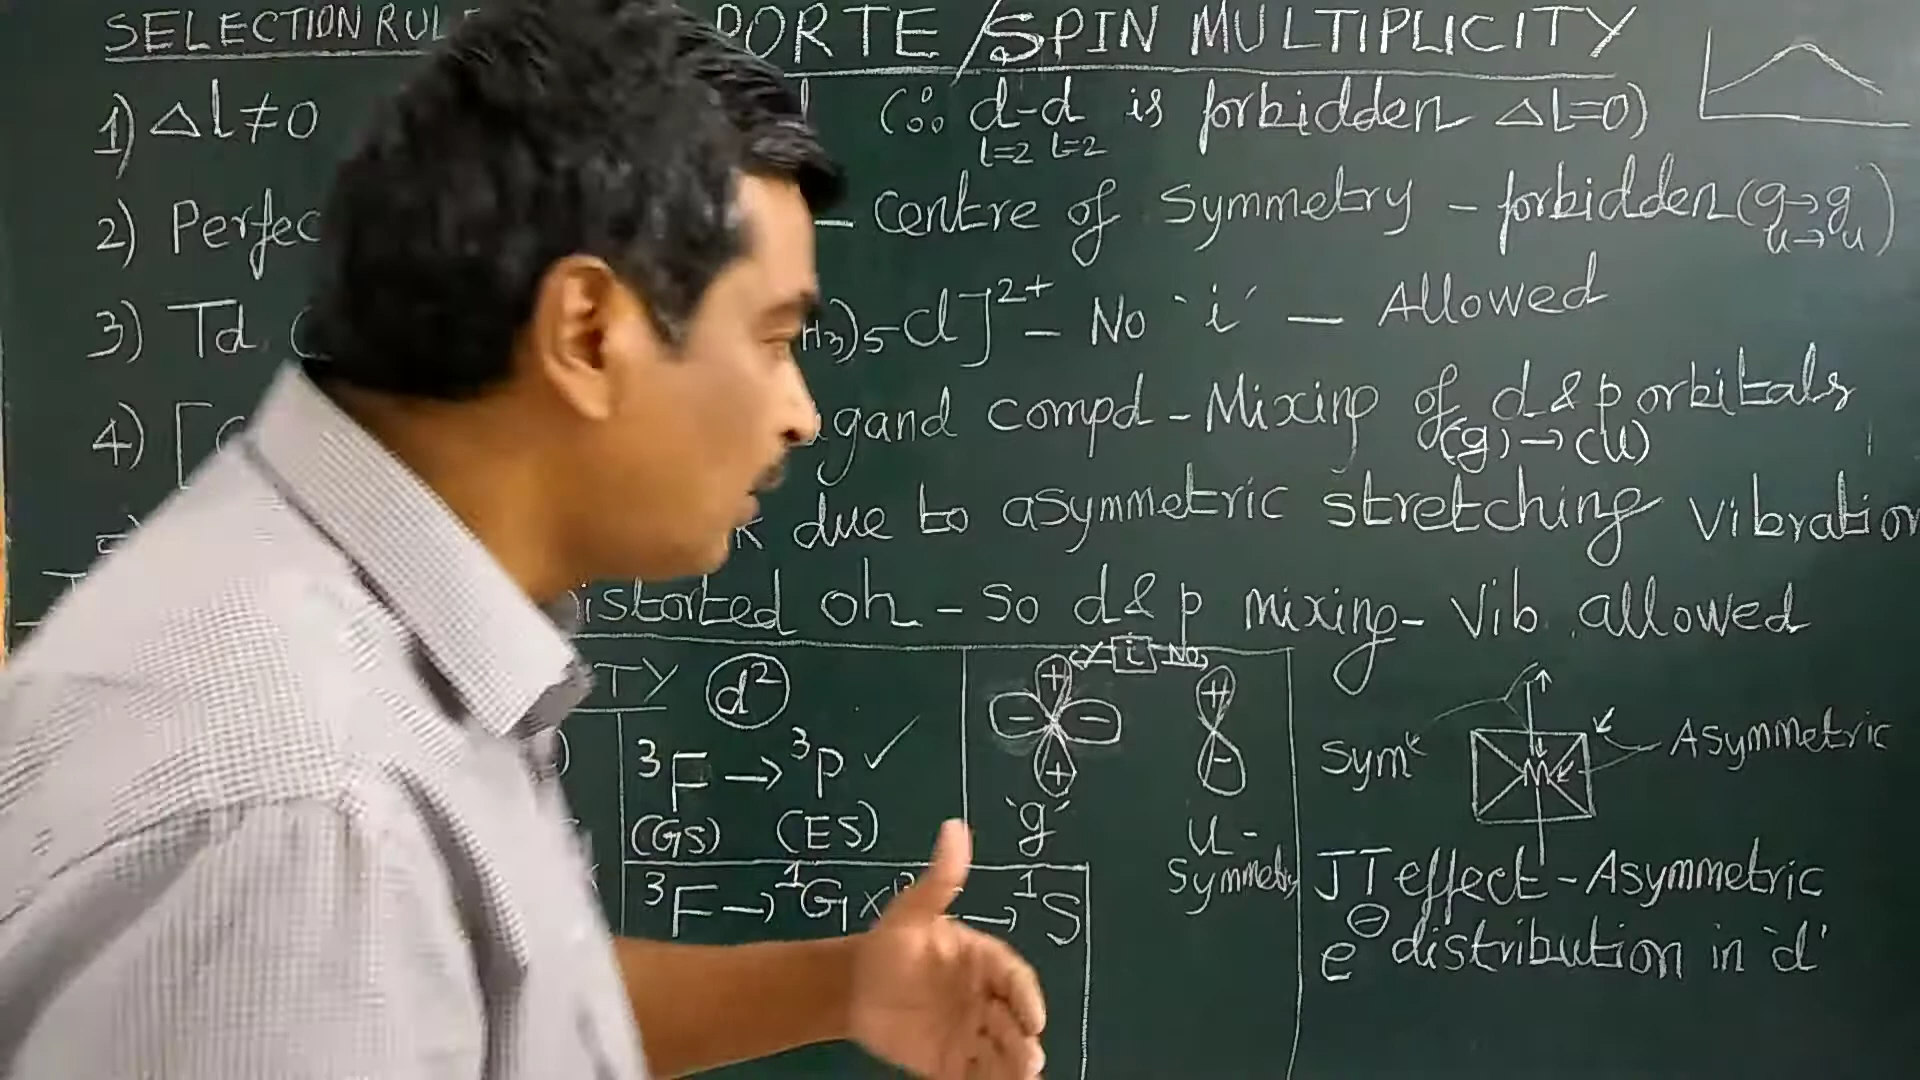 SELECTION RUL PORTE / SPIN MULTIPLICITY
1) Δl≠0 (∵ d-d is forbidden Δl=0)
l=2 l=2
2) Perfec — centre of symmetry - forbidden (g→g
u→u)
3) Td ( H3)5 Cl]2+ - No 'i' — Allowed
4) [ igand compd - Mixing of d & p orbitals
(g) → (u)
due to asymmetric stretching vibration
istorted oh - So d & p mixing - vib allowed
TY d²
i No
+ - - +
+ -
³F → ³P ✓
(GS) (ES)
'g'
u-
symmetry
³F → ¹G, x → ¹S
Sym
M
Asymmetric
JT effect - Asymmetric
e⊖ distribution in 'd'